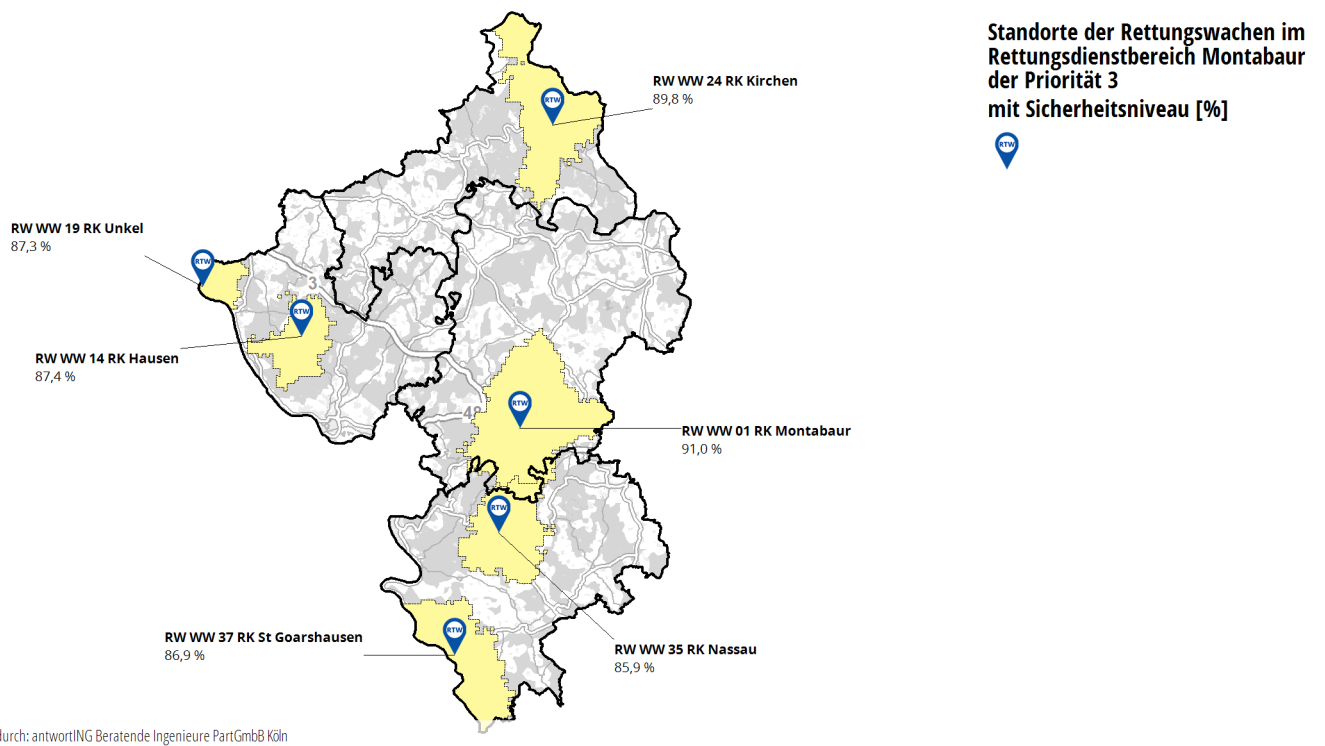 Standorte der Rettungswachen im
Rettungsdienstbereich Montabaur
der Priorität 3
mit Sicherheitsniveau [%]
RTW
RW WW 24 RK Kirchen
89,8 %
RTW
RW WW 19 RK Unkel
87,3 %
RTW
3
RTW
RW WW 14 RK Hausen
87,4 %
RTW
48
RW WW 01 RK Montabaur
91,0 %
RTW
RTW
RW WW 37 RK St Goarshausen
86,9 %
RW WW 35 RK Nassau
85,9 %
durch: antwortING Beratende Ingenieure PartGmbB Köln